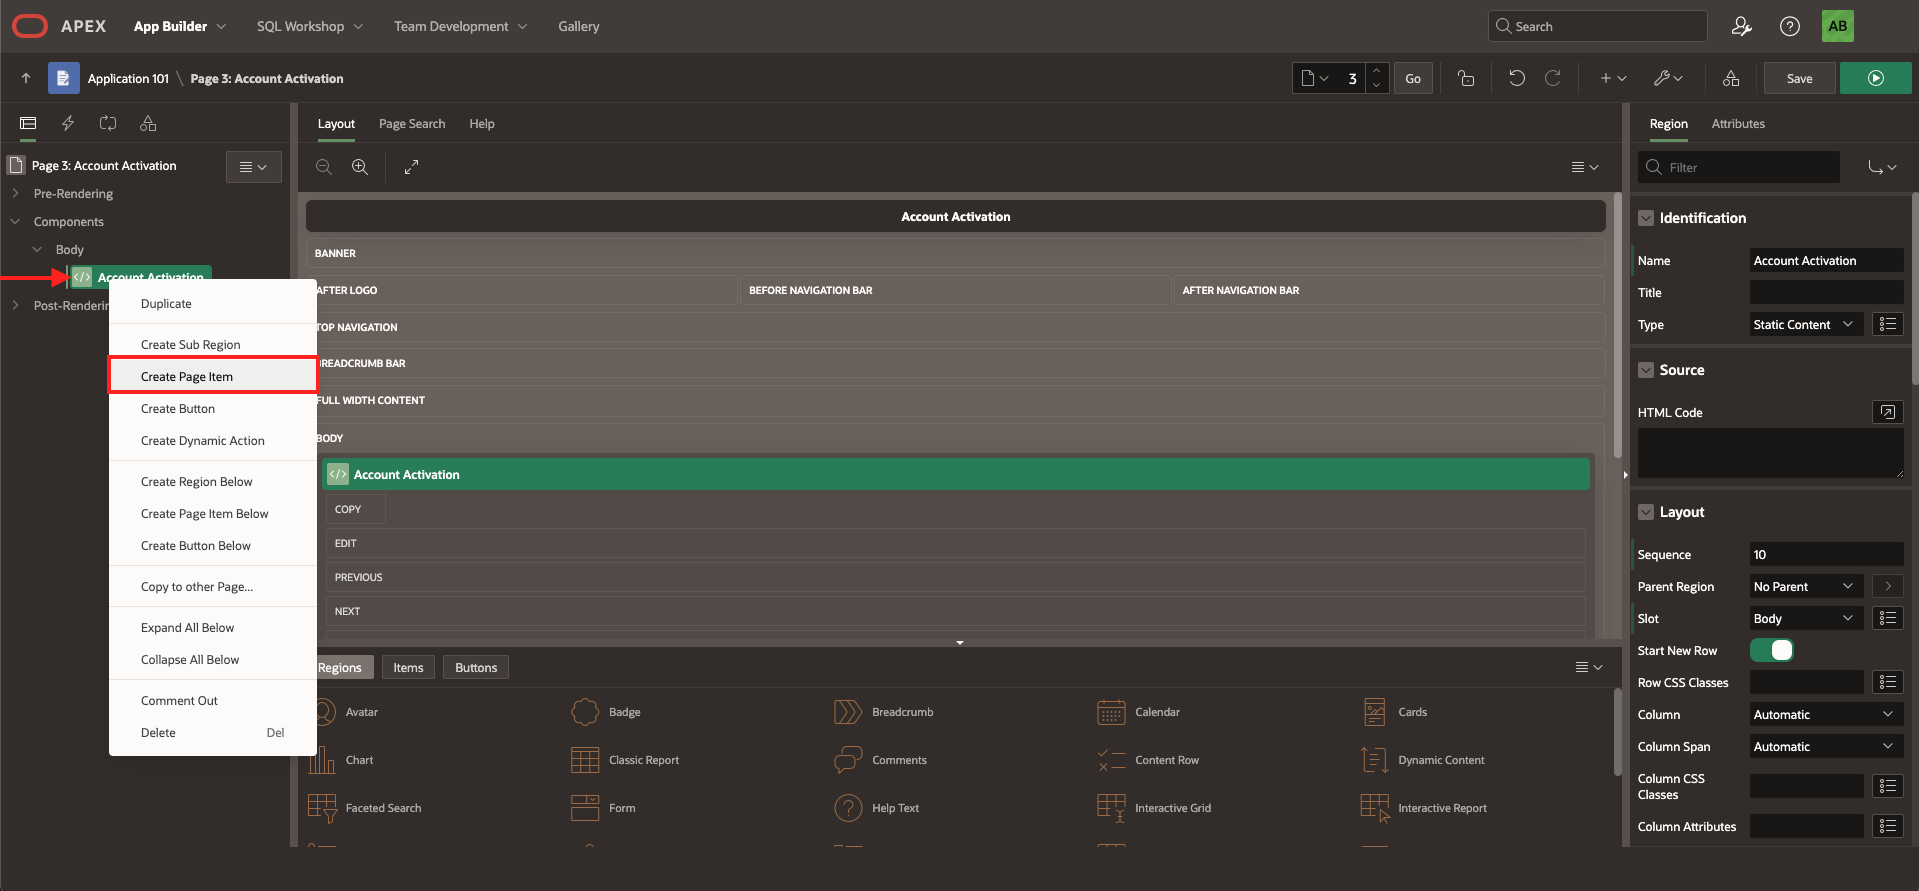 APEX App Builder SQL Workshop Team Development Gallery Search AB
Application 101 \ Page 3: Account Activation 3 Go Save
Layout Page Search Help
Page 3: Account Activation
Pre-Rendering
Components
Body
Account Activation
Post-Renderin
Duplicate
Create Sub Region
Create Page Item
Create Button
Create Dynamic Action
Create Region Below
Create Page Item Below
Create Button Below
Copy to other Page...
Expand All Below
Collapse All Below
Comment Out
Delete Del
Account Activation
BANNER
AFTER LOGO BEFORE NAVIGATION BAR AFTER NAVIGATION BAR
TOP NAVIGATION
BREADCRUMB BAR
FULL WIDTH CONTENT
BODY
Account Activation
COPY
EDIT
PREVIOUS
NEXT
Regions Items Buttons
Avatar Badge Breadcrumb Calendar Cards
Chart Classic Report Comments Content Row Dynamic Content
Faceted Search Form Help Text Interactive Grid Interactive Report
Region Attributes
Filter
Identification
Name Account Activation
Title
Type Static Content
Source
HTML Code
Layout
Sequence 10
Parent Region No Parent
Slot Body
Start New Row
Row CSS Classes
Column Automatic
Column Span Automatic
Column CSS
Classes
Column Attributes